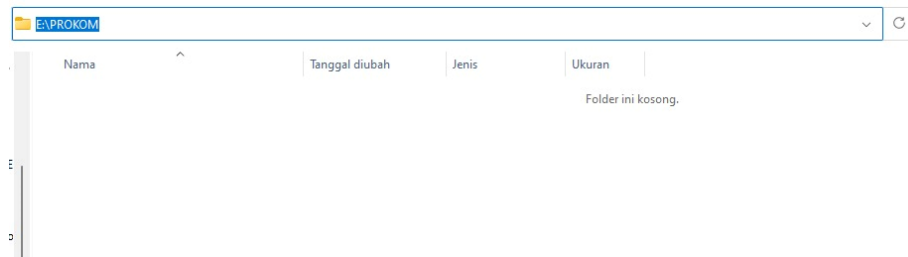 E:\PROKOM
Nama Tanggal diubah Jenis Ukuran
Folder ini kosong.